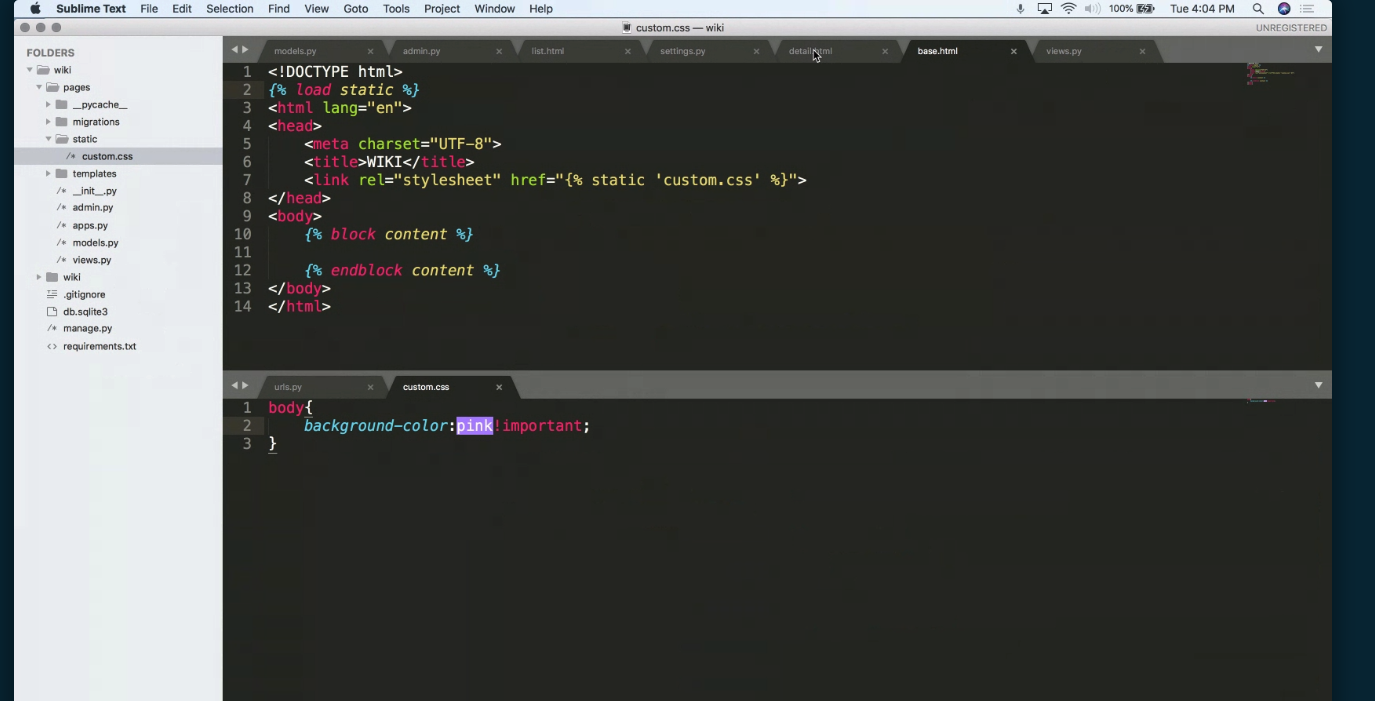 Sublime Text File Edit Selection Find View Goto Tools Project Window Help 100% Tue 4:04 PM
custom.css — wiki UNREGISTERED
FOLDERS
wiki
pages
__pycache__
migrations
static
/* custom.css
templates
/* __init__.py
/* admin.py
/* apps.py
/* models.py
/* views.py
wiki
.gitignore
db.sqlite3
/* manage.py
<> requirements.txt
models.py × admin.py × list.html × settings.py × detail.html × base.html × views.py ×
1 <!DOCTYPE html>
2 {% load static %}
3 <html lang="en">
4 <head>
5 <meta charset="UTF-8">
6 <title>WIKI</title>
7 <link rel="stylesheet" href="{% static 'custom.css' %}">
8 </head>
9 <body>
10 {% block content %}
11
12 {% endblock content %}
13 </body>
14 </html>
urls.py × custom.css ×
1 body{
2 background-color:pink!important;
3 }